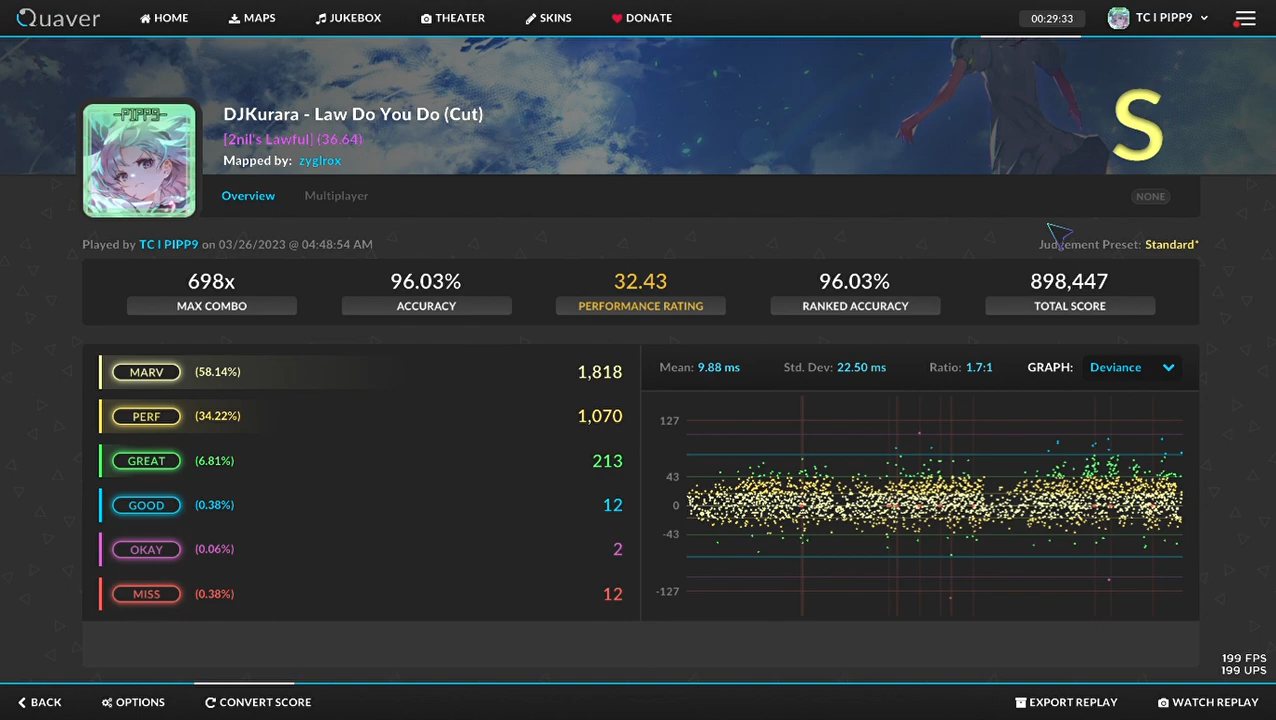 Quaver HOME MAPS JUKEBOX THEATER SKINS DONATE 00:29:33 TC I PIPP9
-PIPP9-
DJKurara - Law Do You Do (Cut)
[2nil's Lawful] (36.64)
Mapped by: zyglrox
S
Overview Multiplayer NONE
Played by TC I PIPP9 on 03/26/2023 @ 04:48:54 AM Judgement Preset: Standard*
698x 96.03% 32.43 96.03% 898,447
MAX COMBO ACCURACY PERFORMANCE RATING RANKED ACCURACY TOTAL SCORE
MARV (58.14%) 1,818
PERF (34.22%) 1,070
GREAT (6.81%) 213
GOOD (0.38%) 12
OKAY (0.06%) 2
MISS (0.38%) 12
Mean: 9.88 ms Std. Dev: 22.50 ms Ratio: 1.7:1 GRAPH: Deviance
127
43
0
-43
-127
199 FPS
199 UPS
BACK OPTIONS CONVERT SCORE EXPORT REPLAY WATCH REPLAY